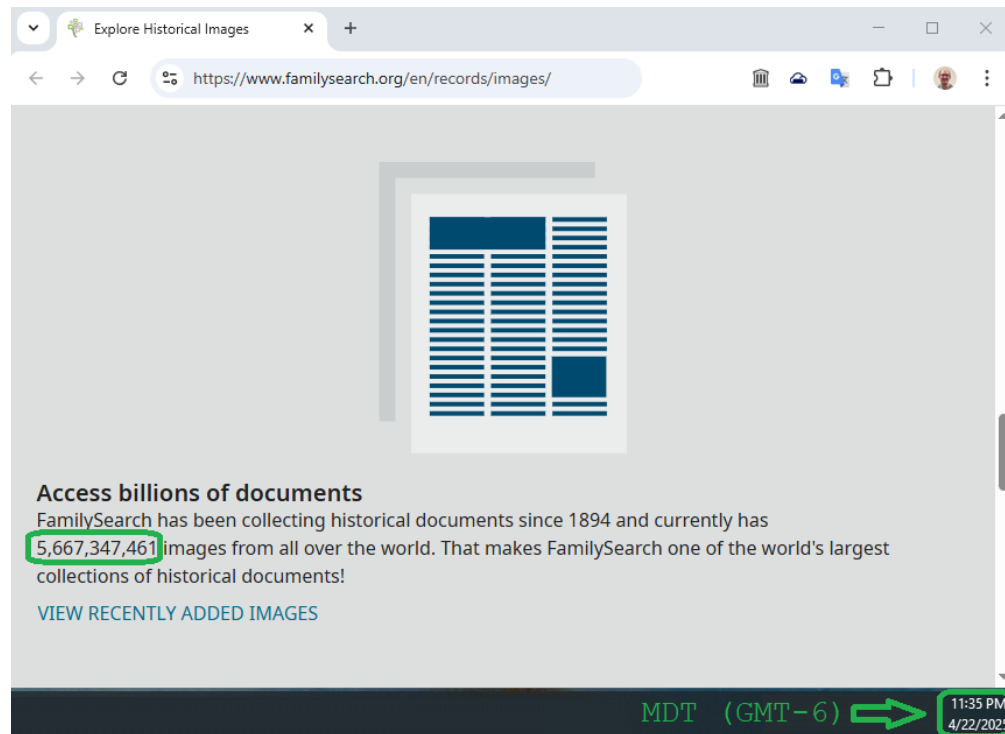 Explore Historical Images
https://www.familysearch.org/en/records/images/
Access billions of documents
FamilySearch has been collecting historical documents since 1894 and currently has
5,667,347,461 images from all over the world. That makes FamilySearch one of the world's largest
collections of historical documents!
VIEW RECENTLY ADDED IMAGES
MDT (GMT-6)
11:35 PM
4/22/2025